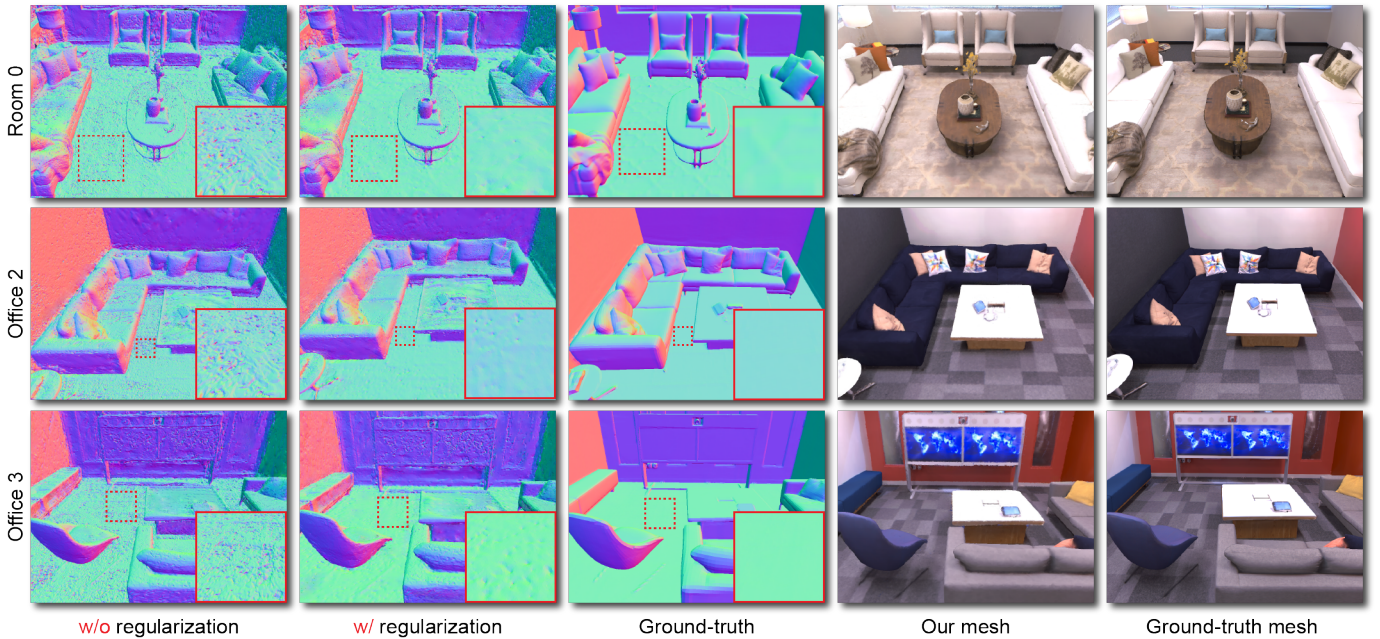 Room 0
Office 2
Office 3
w/o regularization
w/ regularization
Ground-truth
Our mesh
Ground-truth mesh